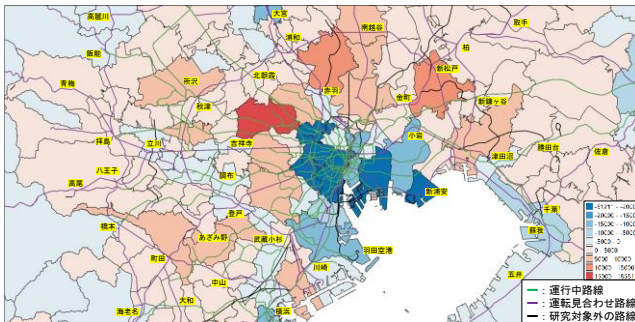 高麗川
大宮
浦和
南越谷
取手
柏
飯能
所沢
北朝霞
新松戸
青梅
赤羽
金町
新鎌ヶ谷
秋津
拝島
立川
吉祥寺
小岩
勝田台
佐倉
八王子
調布
津田沼
高尾
新浦安
千葉
登戸
橋本
あざみ野
武蔵小杉
羽田空港
蘇我
町田
川崎
中山
五井
大和
海老名
横浜
：運行中路線
：運転見合わせ路線
：研究対象外の路線